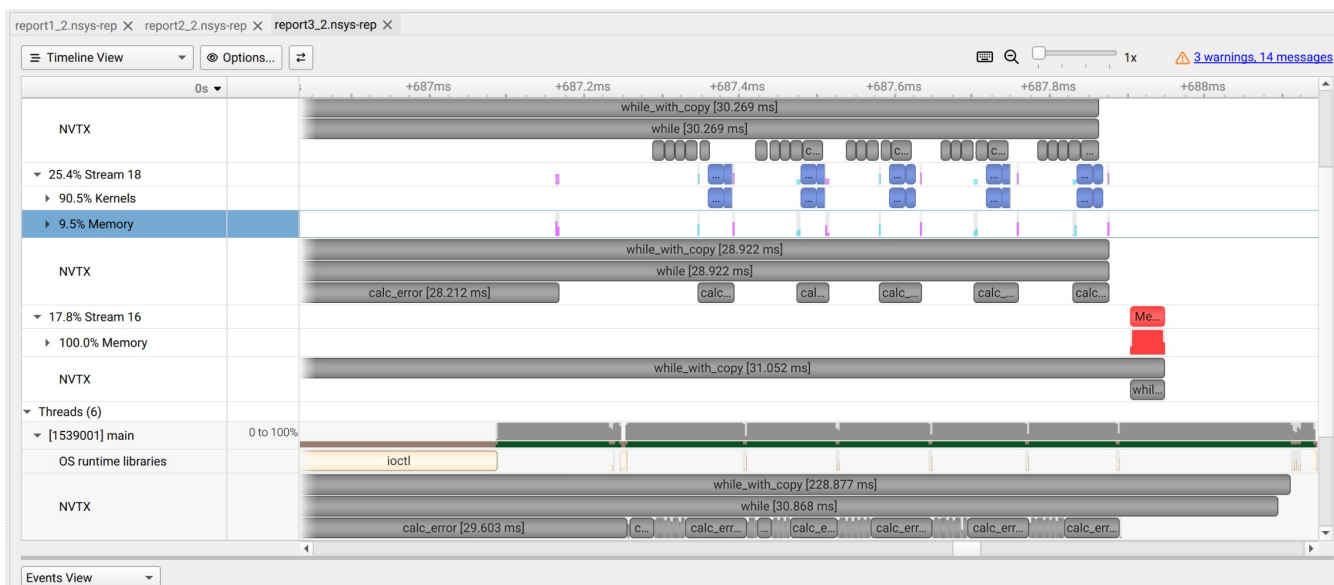 report1_2.nsys-rep report2_2.nsys-rep report3_2.nsys-rep
Timeline View Options... 1x 3 warnings, 14 messages
0s +687ms +687.2ms +687.4ms +687.6ms +687.8ms +688ms
while_with_copy [30.269 ms]
NVTX while [30.269 ms]
c... c... c... ...
25.4% Stream 18 ... ... ... ... ...
90.5% Kernels ... ... ... ... ...
9.5% Memory
while_with_copy [28.922 ms]
NVTX while [28.922 ms]
calc_error [28.212 ms] calc... cal... calc_... calc_... calc...
17.8% Stream 16 Me...
100.0% Memory
while_with_copy [31.052 ms]
NVTX
whil...
Threads (6)
[1539001] main 0 to 100%
OS runtime libraries ioctl
while_with_copy [228.877 ms]
NVTX while [30.868 ms]
calc_error [29.603 ms] c... calc_err... ... calc_e... calc_err... calc_err... calc_err...
Events View